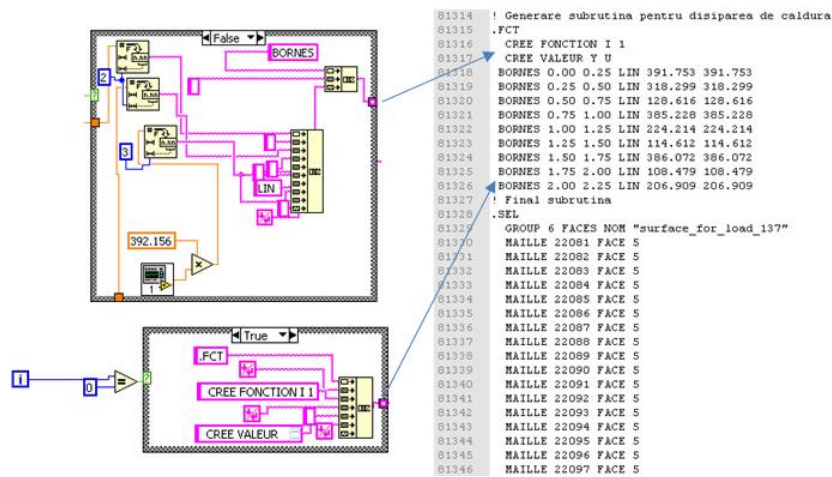 False
BORNES
2
?
LIN
3
392.156
1
True
.FCT
CREE FONCTION I 1
CREE VALEUR
i
0
=
?
81314 ! Generare subrutina pentru disiparea de caldura
81315 .FCT
81316 CREE FONCTION I 1
81317 CREE VALEUR Y U
81318 BORNES 0.00 0.25 LIN 391.753 391.753
81319 BORNES 0.25 0.50 LIN 318.299 318.299
81320 BORNES 0.50 0.75 LIN 128.616 128.616
81321 BORNES 0.75 1.00 LIN 385.228 385.228
81322 BORNES 1.00 1.25 LIN 224.214 224.214
81323 BORNES 1.25 1.50 LIN 114.612 114.612
81324 BORNES 1.50 1.75 LIN 386.072 386.072
81325 BORNES 1.75 2.00 LIN 108.479 108.479
81326 BORNES 2.00 2.25 LIN 206.909 206.909
81327 ! Final subrutina
81328 .SEL
81329 GROUP 6 FACES NOM "surface_for_load_137"
81330 MAILLE 22081 FACE 5
81331 MAILLE 22082 FACE 5
81332 MAILLE 22083 FACE 5
81333 MAILLE 22084 FACE 5
81334 MAILLE 22085 FACE 5
81335 MAILLE 22086 FACE 5
81336 MAILLE 22087 FACE 5
81337 MAILLE 22088 FACE 5
81338 MAILLE 22089 FACE 5
81339 MAILLE 22090 FACE 5
81340 MAILLE 22091 FACE 5
81341 MAILLE 22092 FACE 5
81342 MAILLE 22093 FACE 5
81343 MAILLE 22094 FACE 5
81344 MAILLE 22095 FACE 5
81345 MAILLE 22096 FACE 5
81346 MAILLE 22097 FACE 5